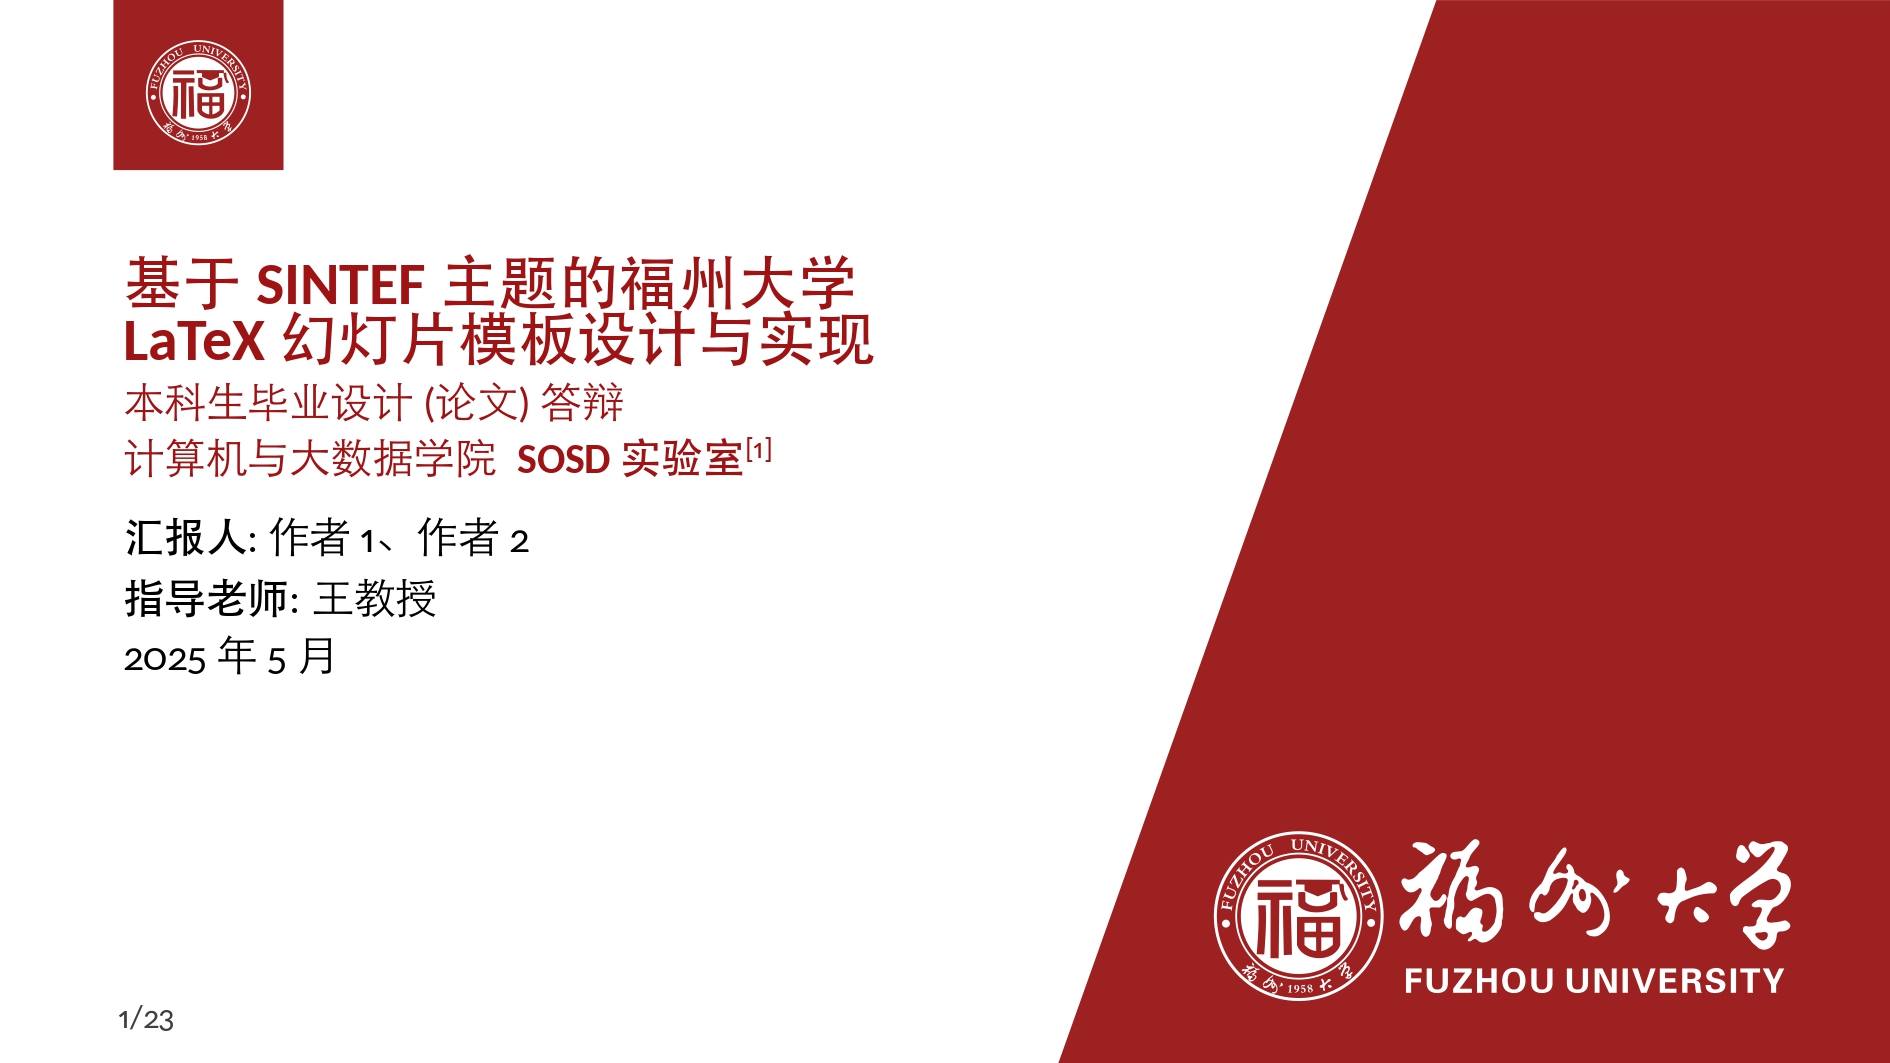 FUZHOU UNIVERSITY
福
福州大学
1958
基于 SINTEF 主题的福州大学
LaTeX 幻灯片模板设计与实现
本科生毕业设计 (论文) 答辩
计算机与大数据学院 SOSD 实验室[1]
汇报人: 作者 1、作者 2
指导老师: 王教授
2025 年 5 月
FUZHOU UNIVERSITY
福
福州大学
1958
福州大学
FUZHOU UNIVERSITY
1/23